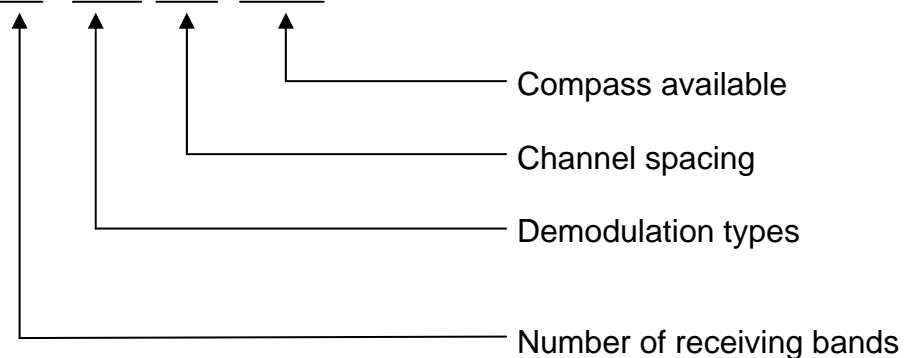 Compass available
Channel spacing
Demodulation types
Number of receiving bands